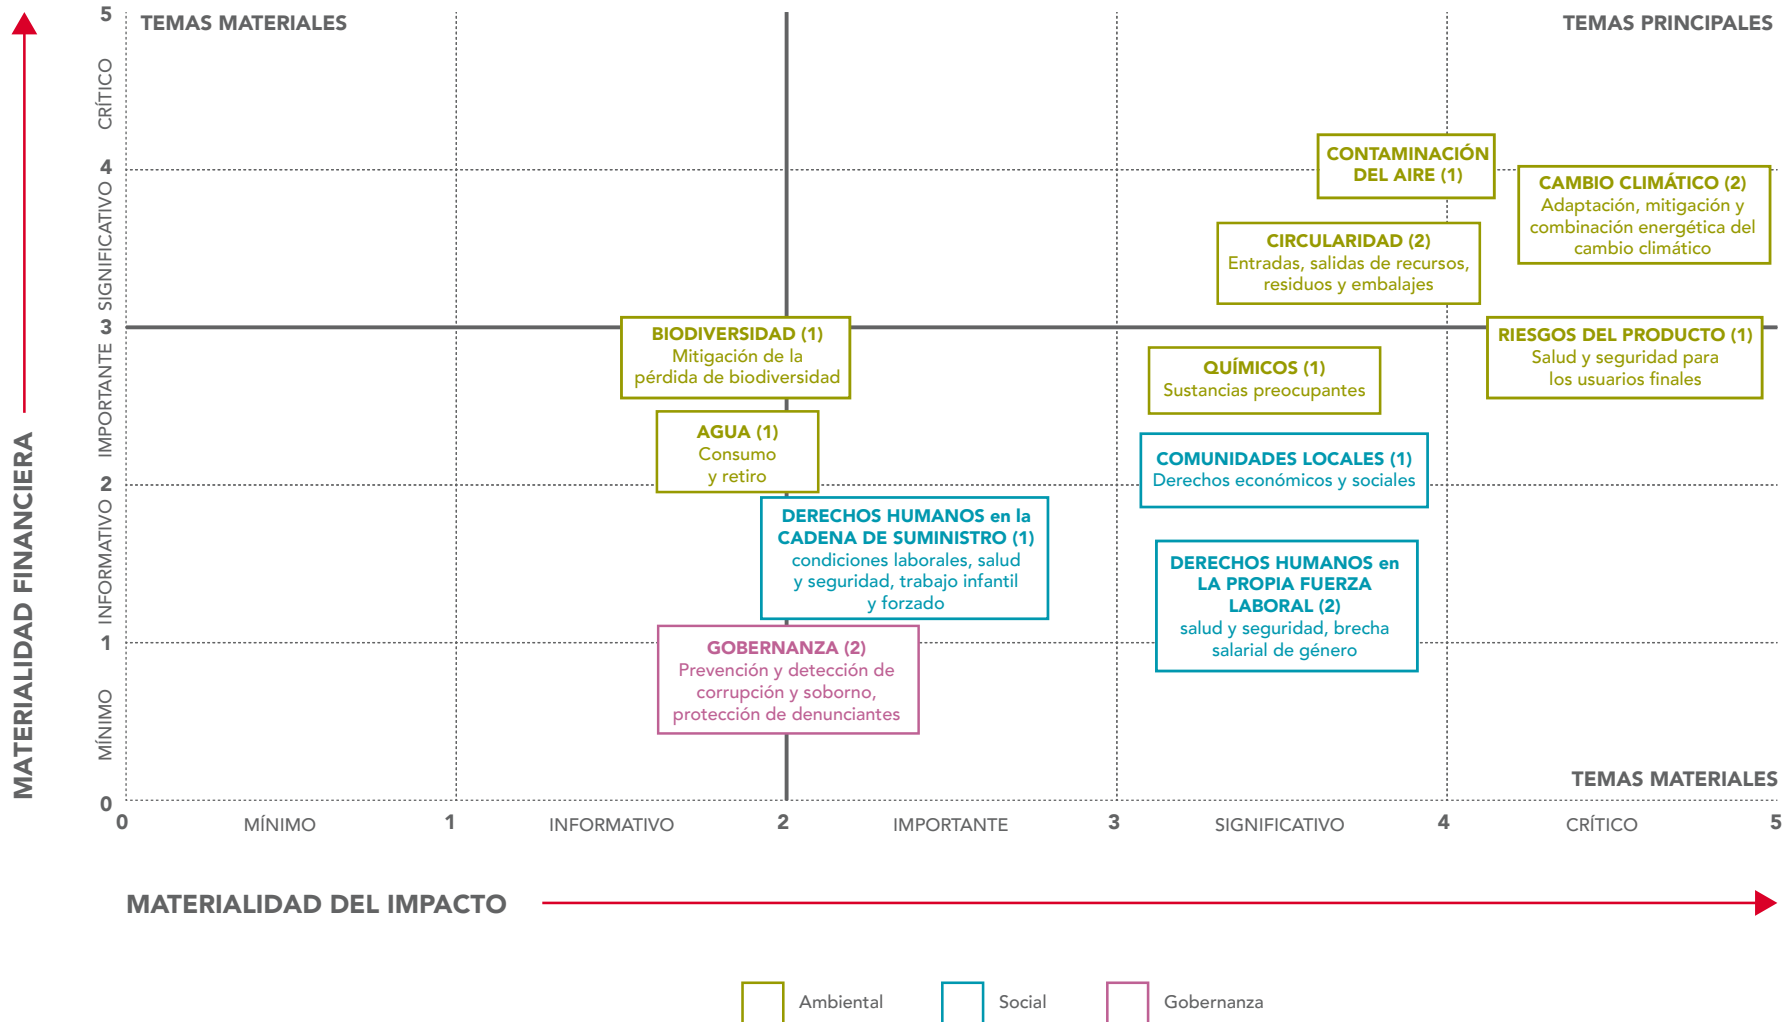 5
TEMAS MATERIALES
TEMAS PRINCIPALES
CRÍTICO
4
SIGNIFICATIVO
3
IMPORTANTE
2
INFORMATIVO
1
MÍNIMO
0
MATERIALIDAD FINANCIERA
CONTAMINACIÓN
DEL AIRE (1)
CAMBIO CLIMÁTICO (2)
Adaptación, mitigación y
combinación energética del
cambio climático
CIRCULARIDAD (2)
Entradas, salidas de recursos,
residuos y embalajes
BIODIVERSIDAD (1)
Mitigación de la
pérdida de biodiversidad
RIESGOS DEL PRODUCTO (1)
Salud y seguridad para
los usuarios finales
QUÍMICOS (1)
Sustancias preocupantes
AGUA (1)
Consumo
y retiro
COMUNIDADES LOCALES (1)
Derechos económicos y sociales
DERECHOS HUMANOS en la
CADENA DE SUMINISTRO (1)
condiciones laborales, salud
y seguridad, trabajo infantil
y forzado
DERECHOS HUMANOS en
LA PROPIA FUERZA
LABORAL (2)
salud y seguridad, brecha
salarial de género
GOBERNANZA (2)
Prevención y detección de
corrupción y soborno,
protección de denunciantes
TEMAS MATERIALES
0
MÍNIMO
1
INFORMATIVO
2
IMPORTANTE
3
SIGNIFICATIVO
4
CRÍTICO
5
MATERIALIDAD DEL IMPACTO
Ambiental
Social
Gobernanza